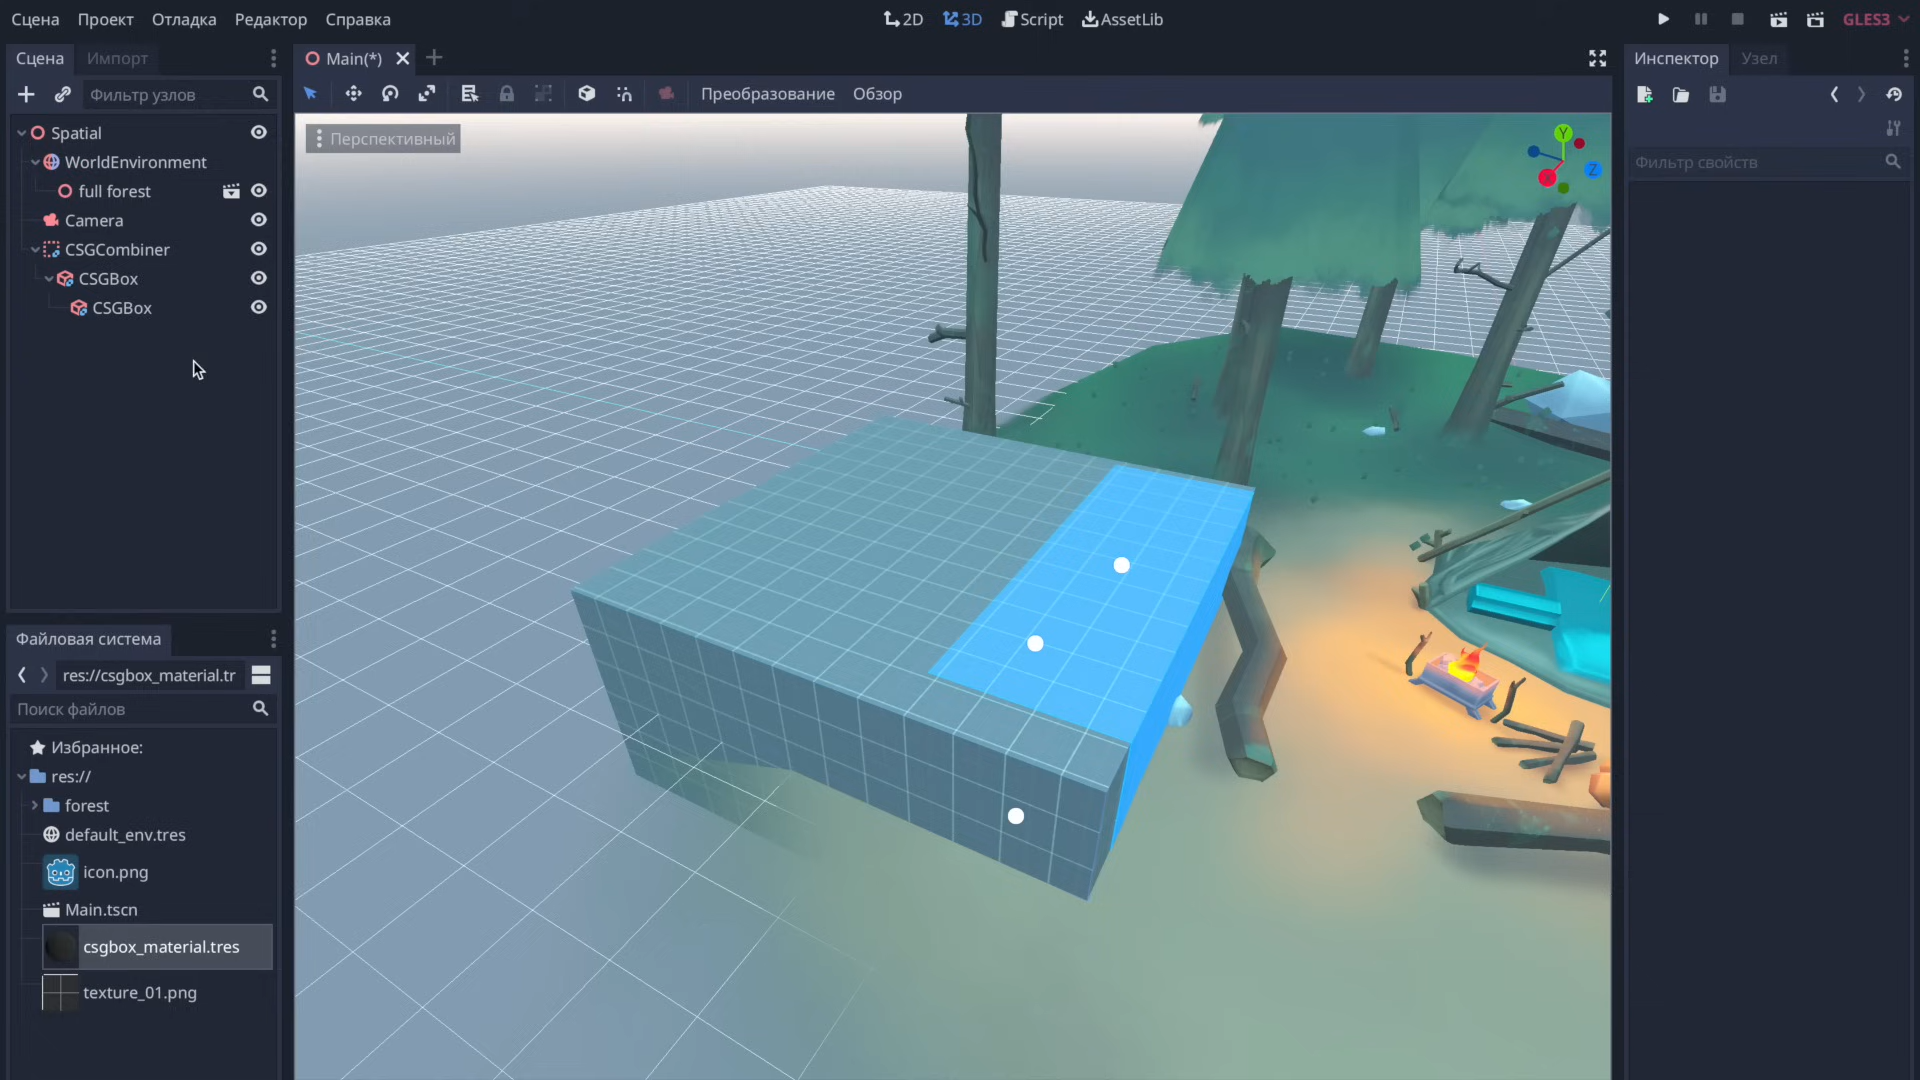 Сцена Проект Отладка Редактор Справка
2D 3D Script AssetLib
GLES3
Сцена Импорт
Фильтр узлов
Spatial
WorldEnvironment
full forest
Camera
CSGCombiner
CSGBox
CSGBox
Файловая система
res://csgbox_material.tr
Поиск файлов
Избранное:
res://
forest
default_env.tres
icon.png
Main.tscn
csgbox_material.tres
texture_01.png
Main(*)
Преобразование Обзор
Перспективный
Y
Z
X
Инспектор Узел
Фильтр свойств